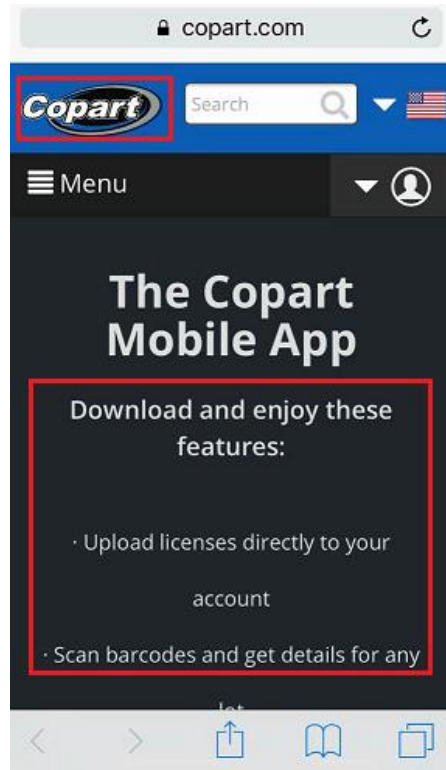 copart.com
Copart
Search
Menu
The Copart
Mobile App
Download and enjoy these
features:
· Upload licenses directly to your
account
· Scan barcodes and get details for any
lot